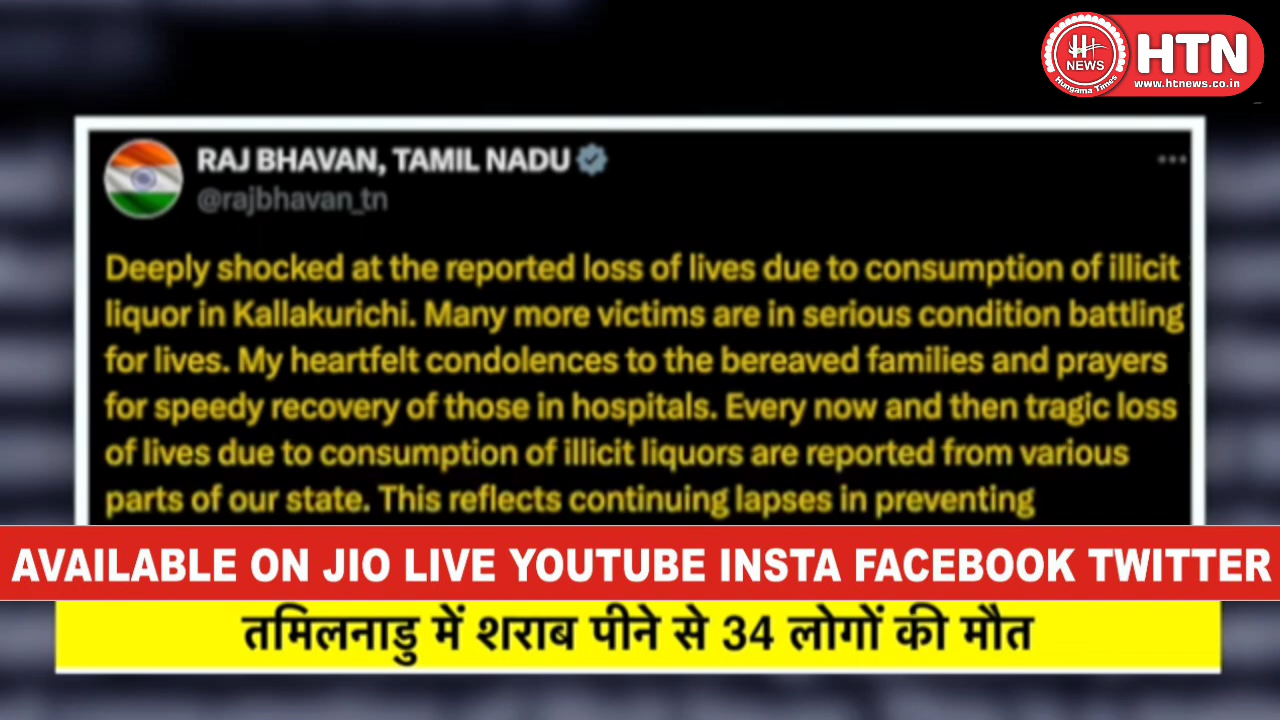 H
NEWS
Hungama Times
HTN
www.htnews.co.in
RAJ BHAVAN, TAMIL NADU
@rajbhavan_tn
Deeply shocked at the reported loss of lives due to consumption of illicit
liquor in Kallakurichi. Many more victims are in serious condition battling
for lives. My heartfelt condolences to the bereaved families and prayers
for speedy recovery of those in hospitals. Every now and then tragic loss
of lives due to consumption of illicit liquors are reported from various
parts of our state. This reflects continuing lapses in preventing
AVAILABLE ON JIO LIVE YOUTUBE INSTA FACEBOOK TWITTER
तमिलनाडु में शराब पीने से 34 लोगों की मौत